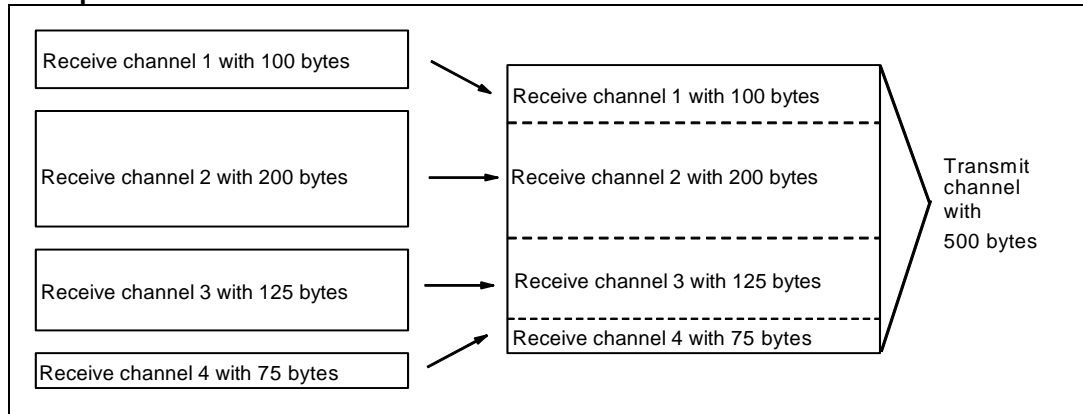 Receive channel 1 with 100 bytes
Receive channel 2 with 200 bytes
Receive channel 3 with 125 bytes
Receive channel 4 with 75 bytes
Receive channel 1 with 100 bytes
Receive channel 2 with 200 bytes
Receive channel 3 with 125 bytes
Receive channel 4 with 75 bytes
Transmit
channel
with
500 bytes